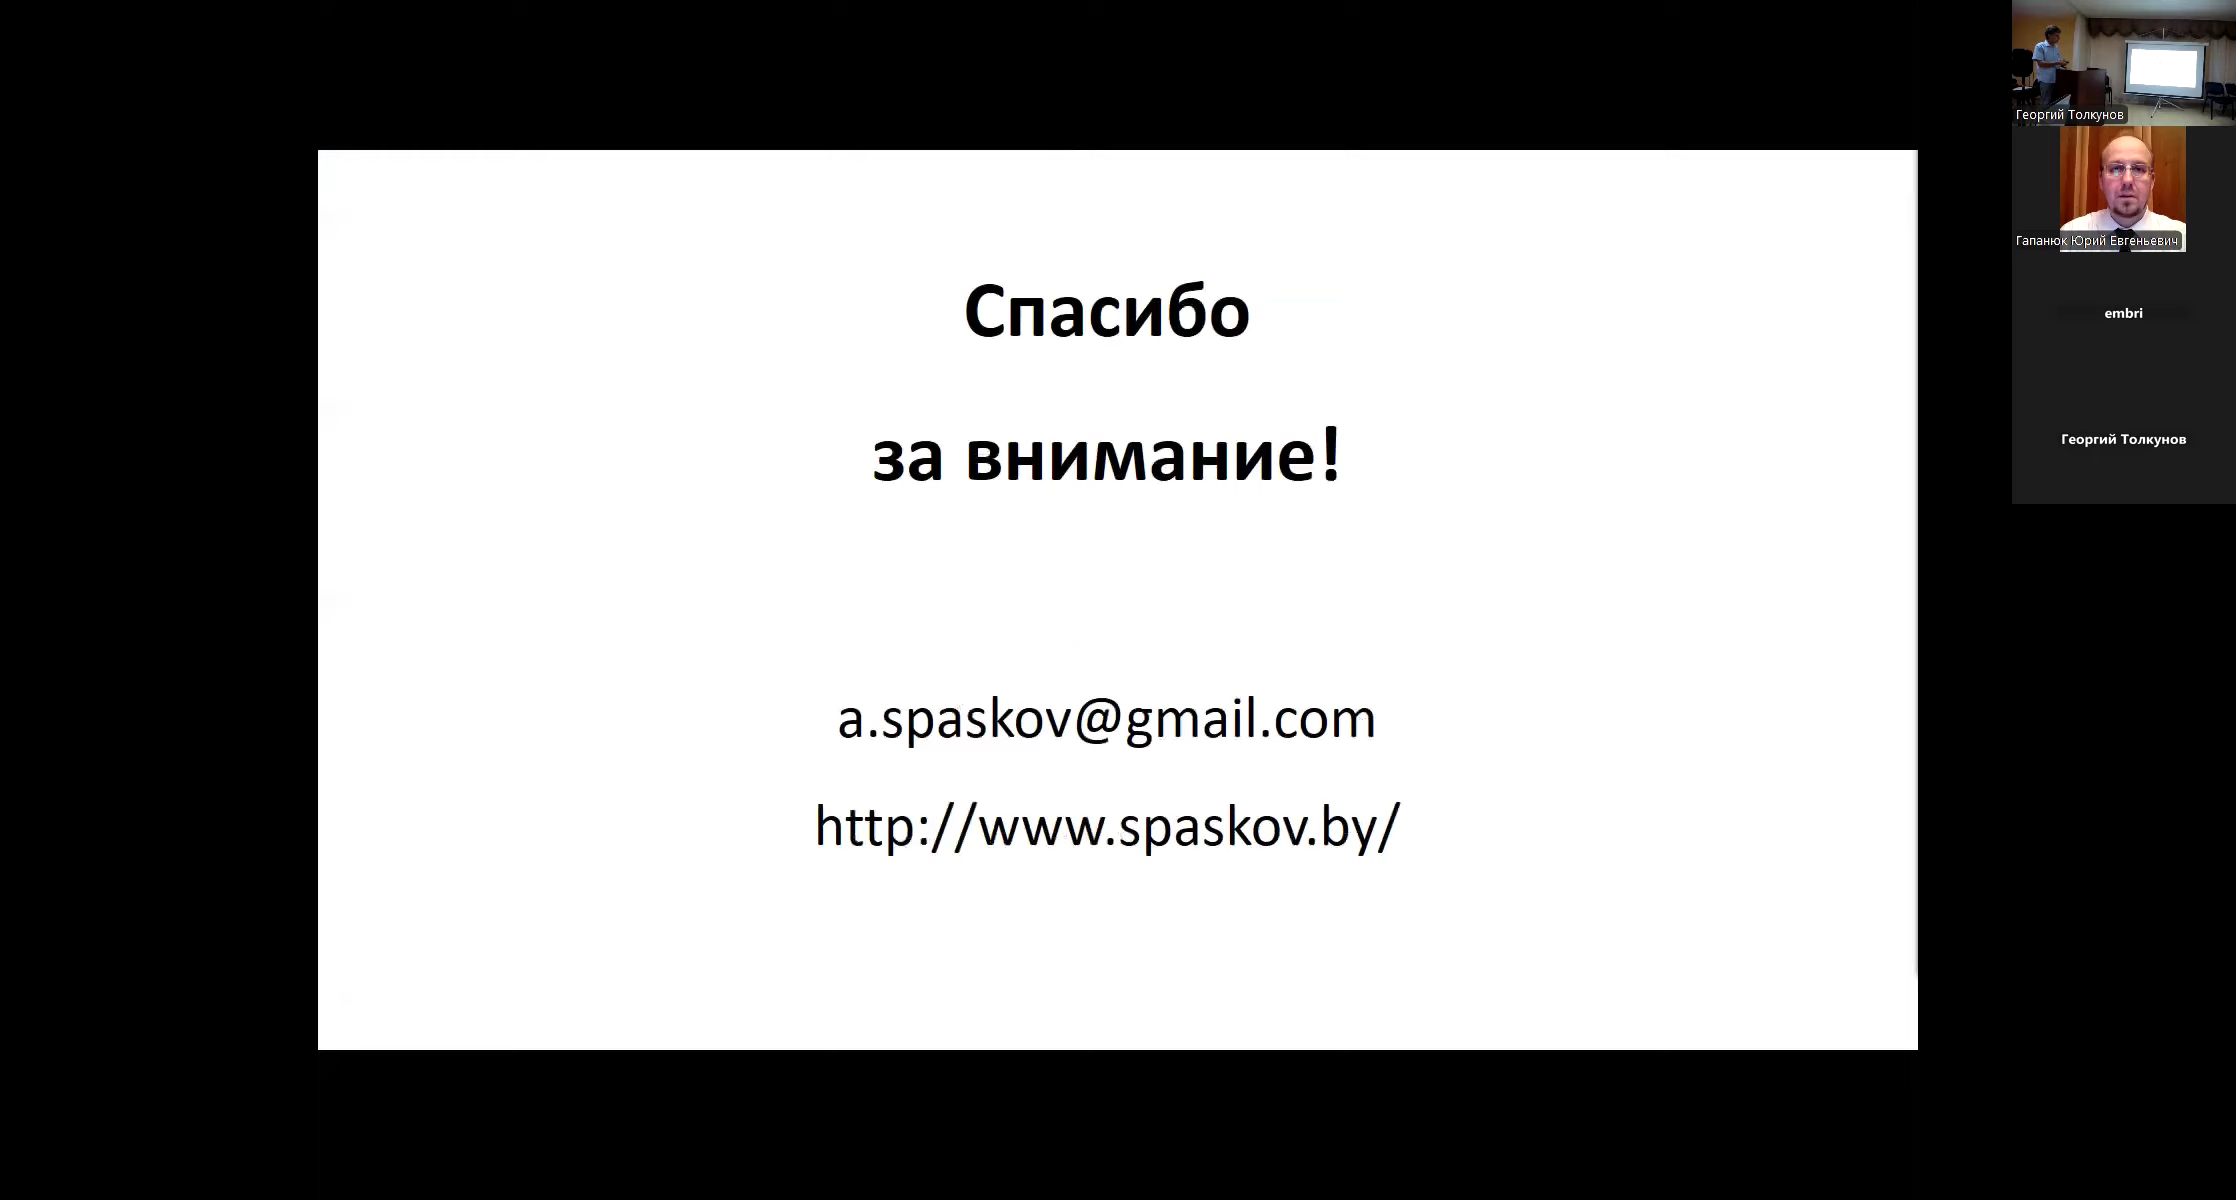 Спасибо
за внимание!
a.spaskov@gmail.com
http://www.spaskov.by/
Георгий Толкунов
Гапанюк Юрий Евгеньевич
embri
Георгий Толкунов